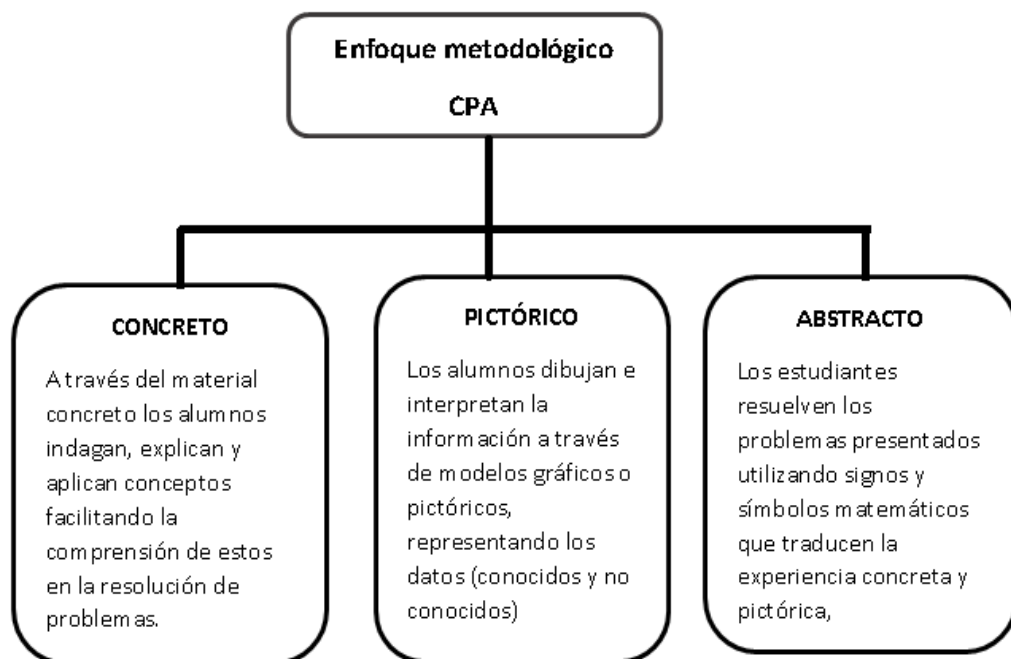 Enfoque metodológico
CPA
CONCRETO
A través del material
concreto los alumnos
indagan, explican y
aplican conceptos
facilitando la
comprensión de estos
en la resolución de
problemas.
PICTÓRICO
Los alumnos dibujan e
interpretan la
información a través
de modelos gráficos o
pictóricos,
representando los
datos (conocidos y no
conocidos)
ABSTRACTO
Los estudiantes
resuelven los
problemas presentados
utilizando signos y
símbolos matemáticos
que traducen la
experiencia concreta y
pictórica,